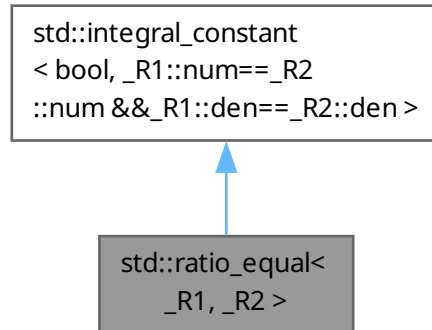 std::integral_constant
< bool, _R1::num==_R2
::num &&_R1::den==_R2::den >
std::ratio_equal<
_R1, _R2 >